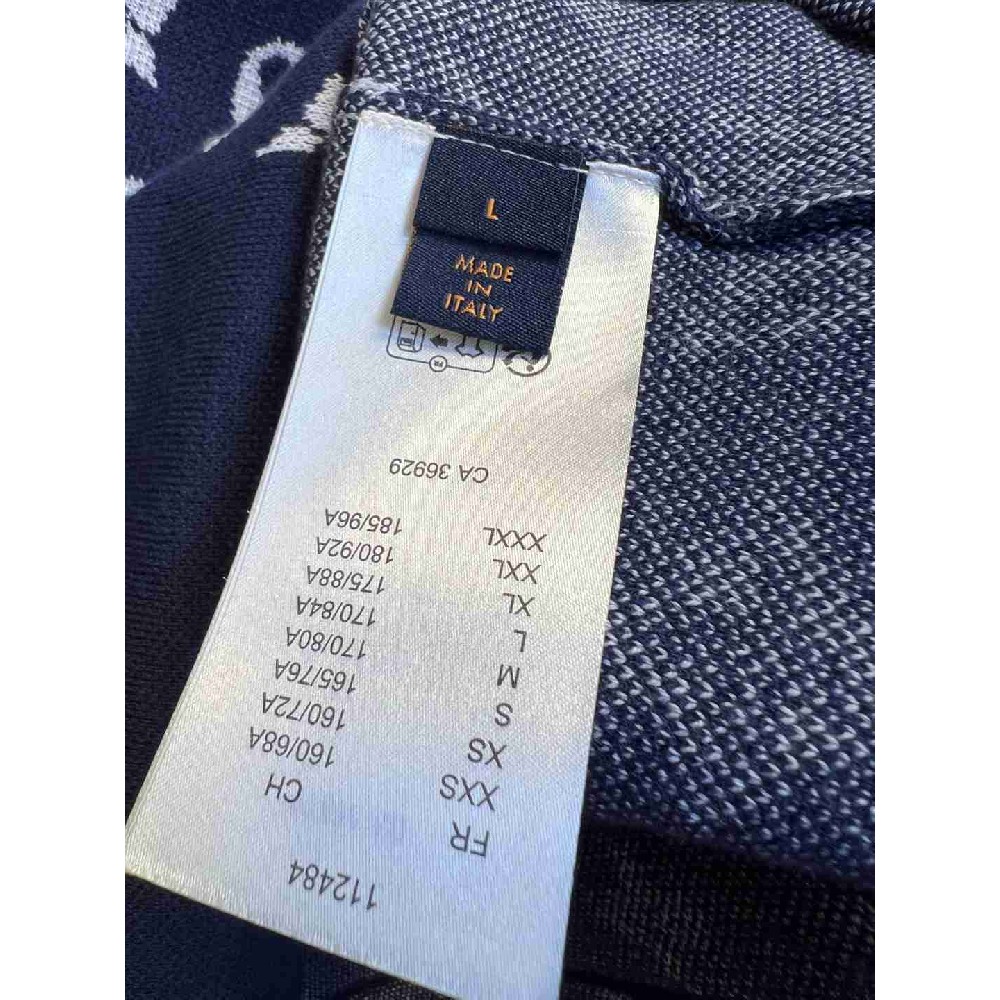 L
MADE
IN
ITALY
112484
FR CH
XXS 160/68A
XS 160/72A
S 165/76A
M 170/80A
L 170/84A
XL 175/88A
XXL 180/92A
XXXL 185/96A
CA 36929